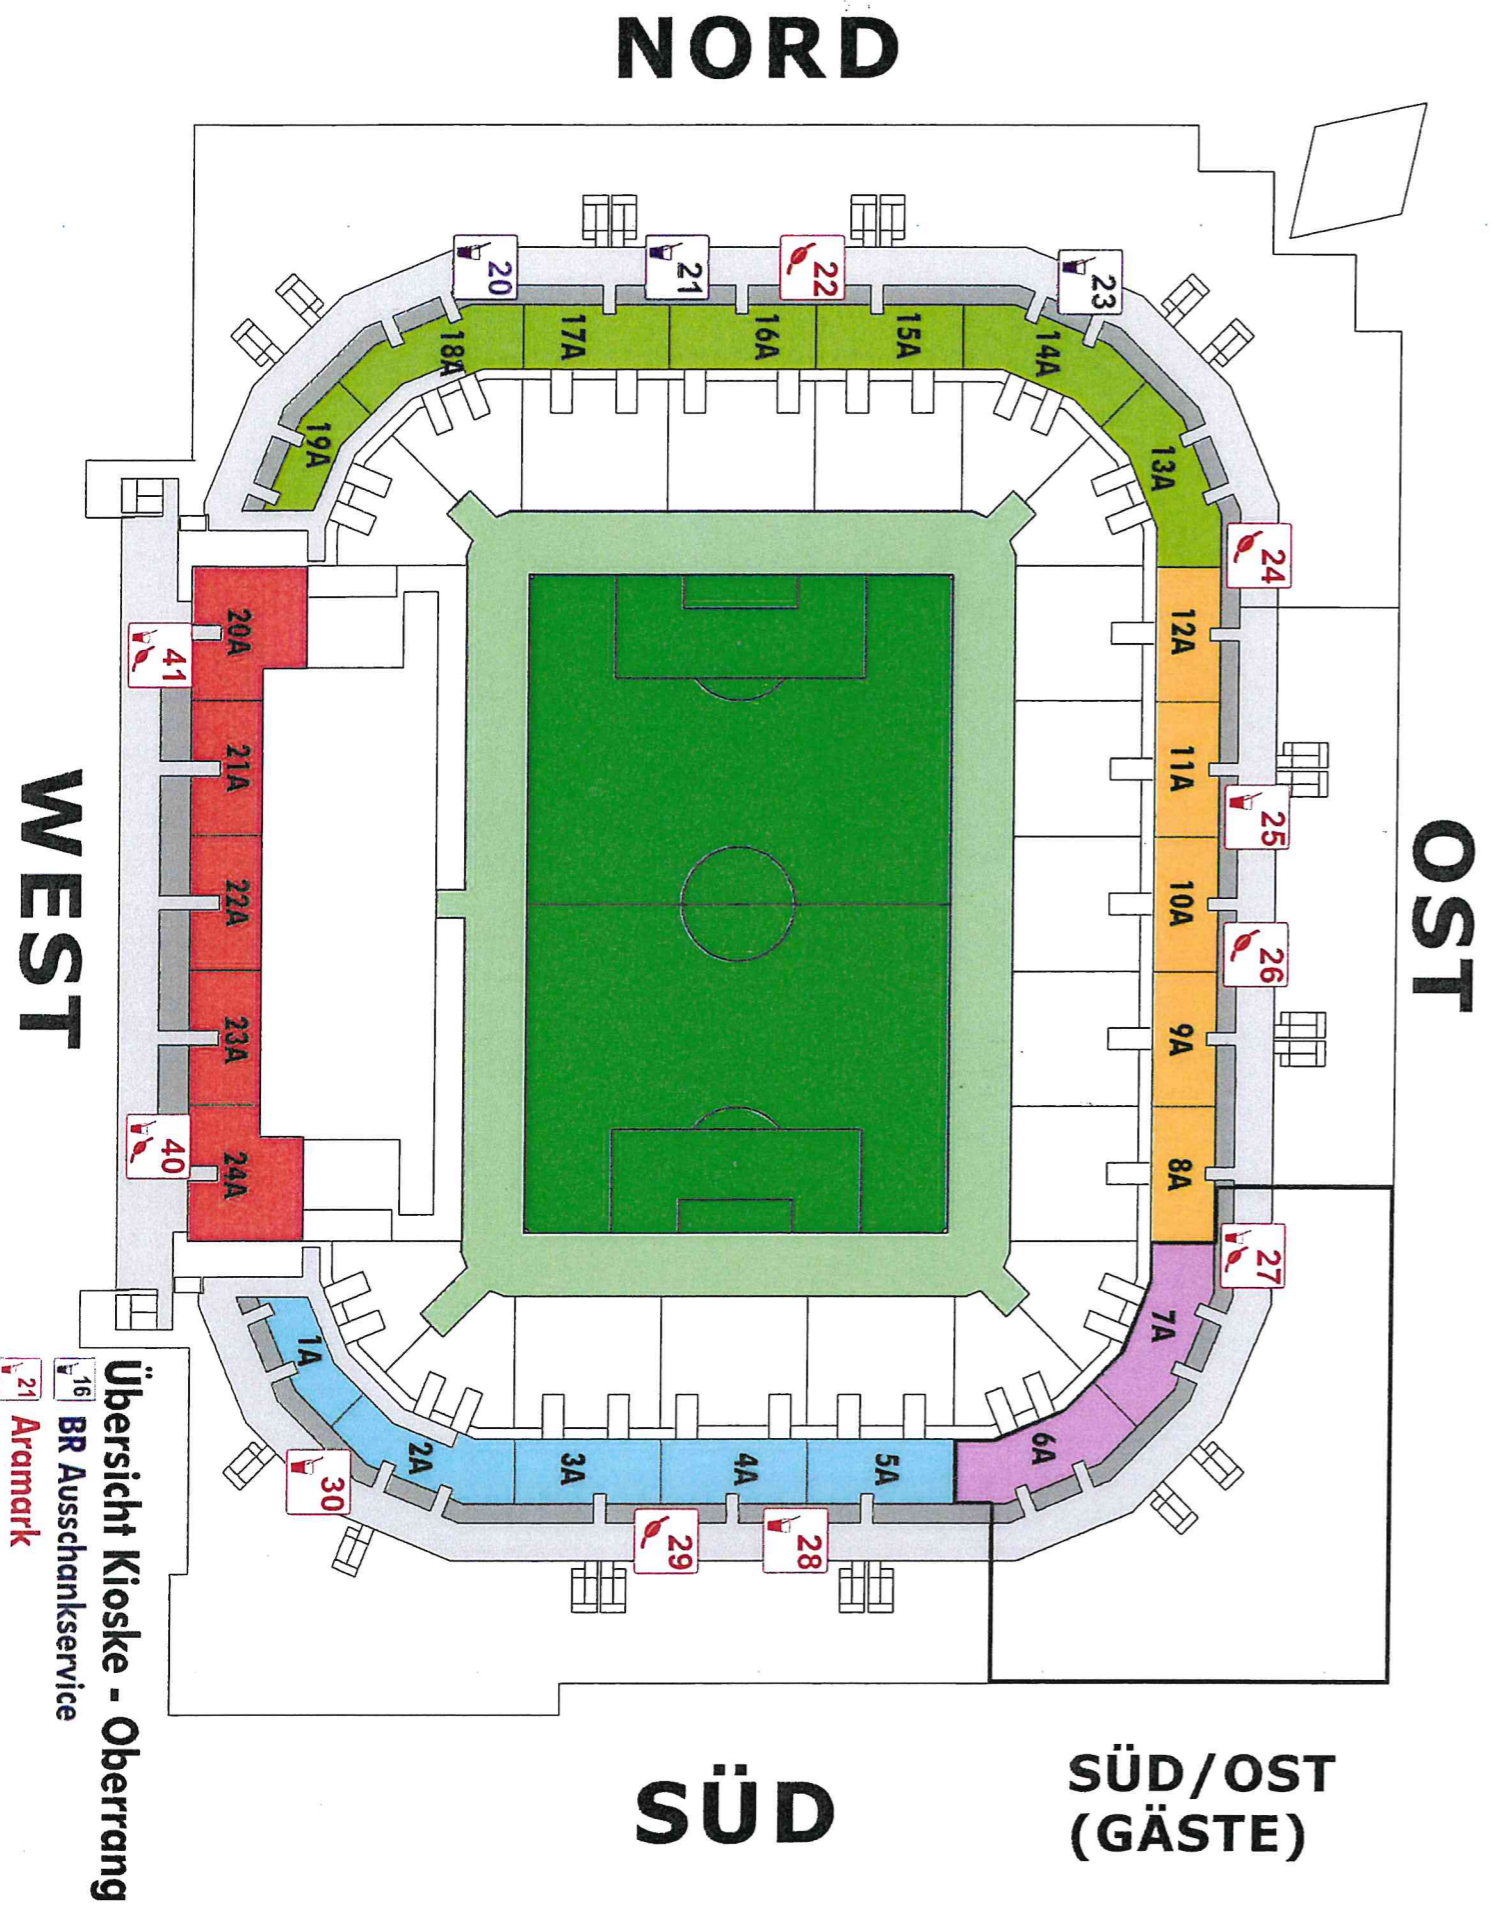 NORD
20
21
22
23
18A
17A
16A
15A
14A
19A
13A
24
20A
41
12A
21A
11A
25
WEST
22A
10A
OST
26
23A
9A
40
24A
8A
27
1A
7A
2A
3A
4A
5A
6A
30
29
28
Übersicht Kioske - Oberrang
16 BR Ausschankservice
21 Aramark
SÜD
SÜD/OST
(GÄSTE)